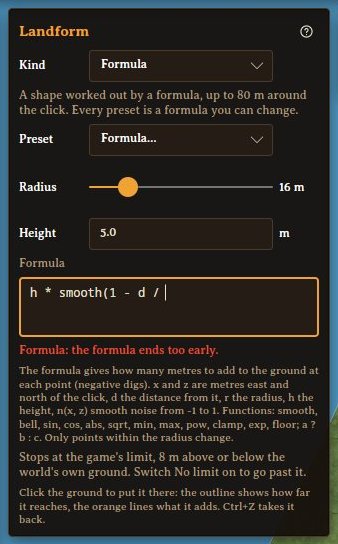 Landform
Kind
Formula
A shape worked out by a formula, up to 80 m around
the click. Every preset is a formula you can change.
Preset
Formula...
Radius
16 m
Height
5.0
m
Formula
h * smooth(1 - d /
Formula: the formula ends too early.
The formula gives how many metres to add to the ground at
each point (negative digs). x and z are metres east and
north of the click, d the distance from it, r the radius, h the
height, n(x, z) smooth noise from -1 to 1. Functions: smooth,
bell, sin, cos, abs, sqrt, min, max, pow, clamp, exp, floor; a ?
b : c. Only points within the radius change.
Stops at the game's limit, 8 m above or below the
world's own ground. Switch No limit on to go past it.
Click the ground to put it there: the outline shows how far
it reaches, the orange lines what it adds. Ctrl+Z takes it
back.